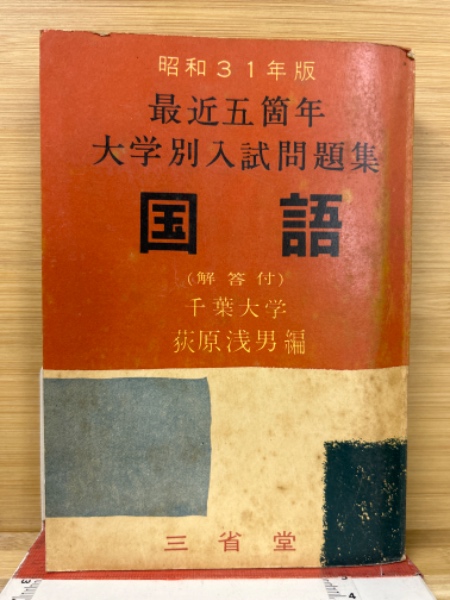 昭和31年版
最近五箇年
大学別入試問題集
国語
(解答付)
千葉大学
荻原浅男編
三省堂